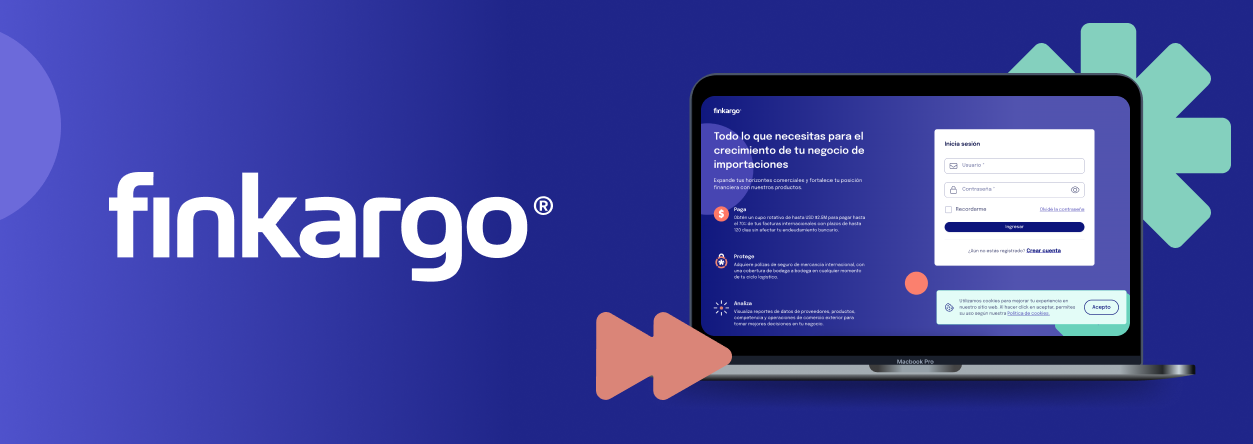 finkargo®
finkargo
Todo lo que necesitas para el
crecimiento de tu negocio de
importaciones
Expande tus horizontes comerciales y fortalece tu posición
financiera con nuestros productos.
Paga
Obtén un cupo rotativo de hasta USD $2.5M para pagar hasta
el 70% de tus facturas internacionales con plazos de hasta
120 días sin afectar tu endeudamiento bancario.
Protege
Adquiere pólizas de seguro de mercancía internacional, con
una cobertura de bodega a bodega en cualquier momento
de tu ciclo logístico.
Analiza
Visualiza reportes de datos de proveedores, productos,
competencia y operaciones de comercio exterior para
tomar mejores decisiones en tu negocio.
Inicia sesión
Usuario *
Contraseña *
Recordarme
Olvidé la contraseña
Ingresar
¿Aún no estás registrado? Crear cuenta
Utilizamos cookies para mejorar tu experiencia en
nuestro sitio web. Al hacer click en aceptar, permites
su uso según nuestra Política de cookies.
Acepto
Macbook Pro